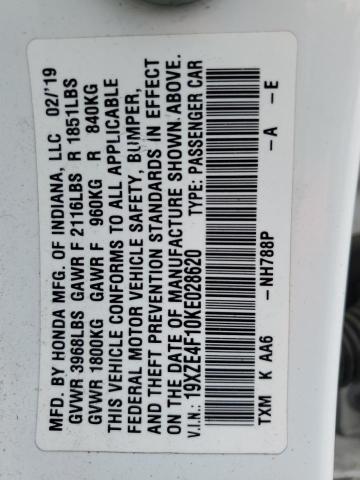 MFD. BY HONDA MFG. OF INDIANA, LLC 02/'19
GVWR 3968LBS GAWR F 2116LBS R 1851LBS
GVWR 1800KG GAWR F 960KG R 840KG
THIS VEHICLE CONFORMS TO ALL APPLICABLE
FEDERAL MOTOR VEHICLE SAFETY, BUMPER,
AND THEFT PREVENTION STANDARDS IN EFFECT
ON THE DATE OF MANUFACTURE SHOWN ABOVE.
V.I.N.: 19XZE4F10KE028620 TYPE: PASSENGER CAR
TXM K AA6 -NH788P -A -E